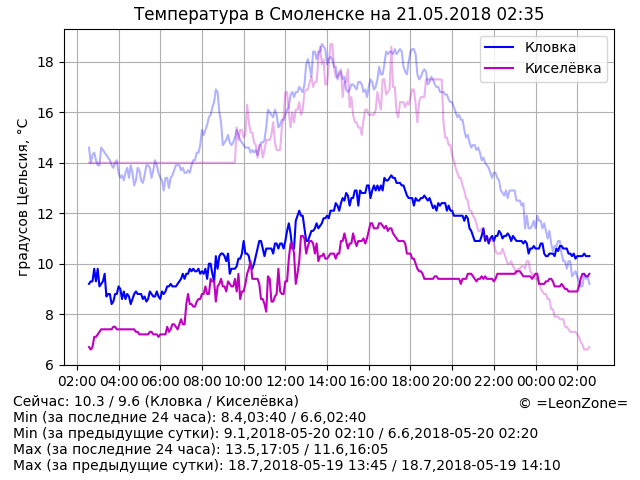 Температура в Смоленске на 21.05.2018 02:35
Кловка
Киселёвка
градусов Цельсия, °C
18
16
14
12
10
8
6
02:00 04:00 06:00 08:00 10:00 12:00 14:00 16:00 18:00 20:00 22:00 00:00 02:00
Сейчас: 10.3 / 9.6 (Кловка / Киселёвка)
© =LeonZone=
Min (за последние 24 часа): 8.4,03:40 / 6.6,02:40
Min (за предыдущие сутки): 9.1,2018-05-20 02:10 / 6.6,2018-05-20 02:20
Max (за последние 24 часа): 13.5,17:05 / 11.6,16:05
Max (за предыдущие сутки): 18.7,2018-05-19 13:45 / 18.7,2018-05-19 14:10